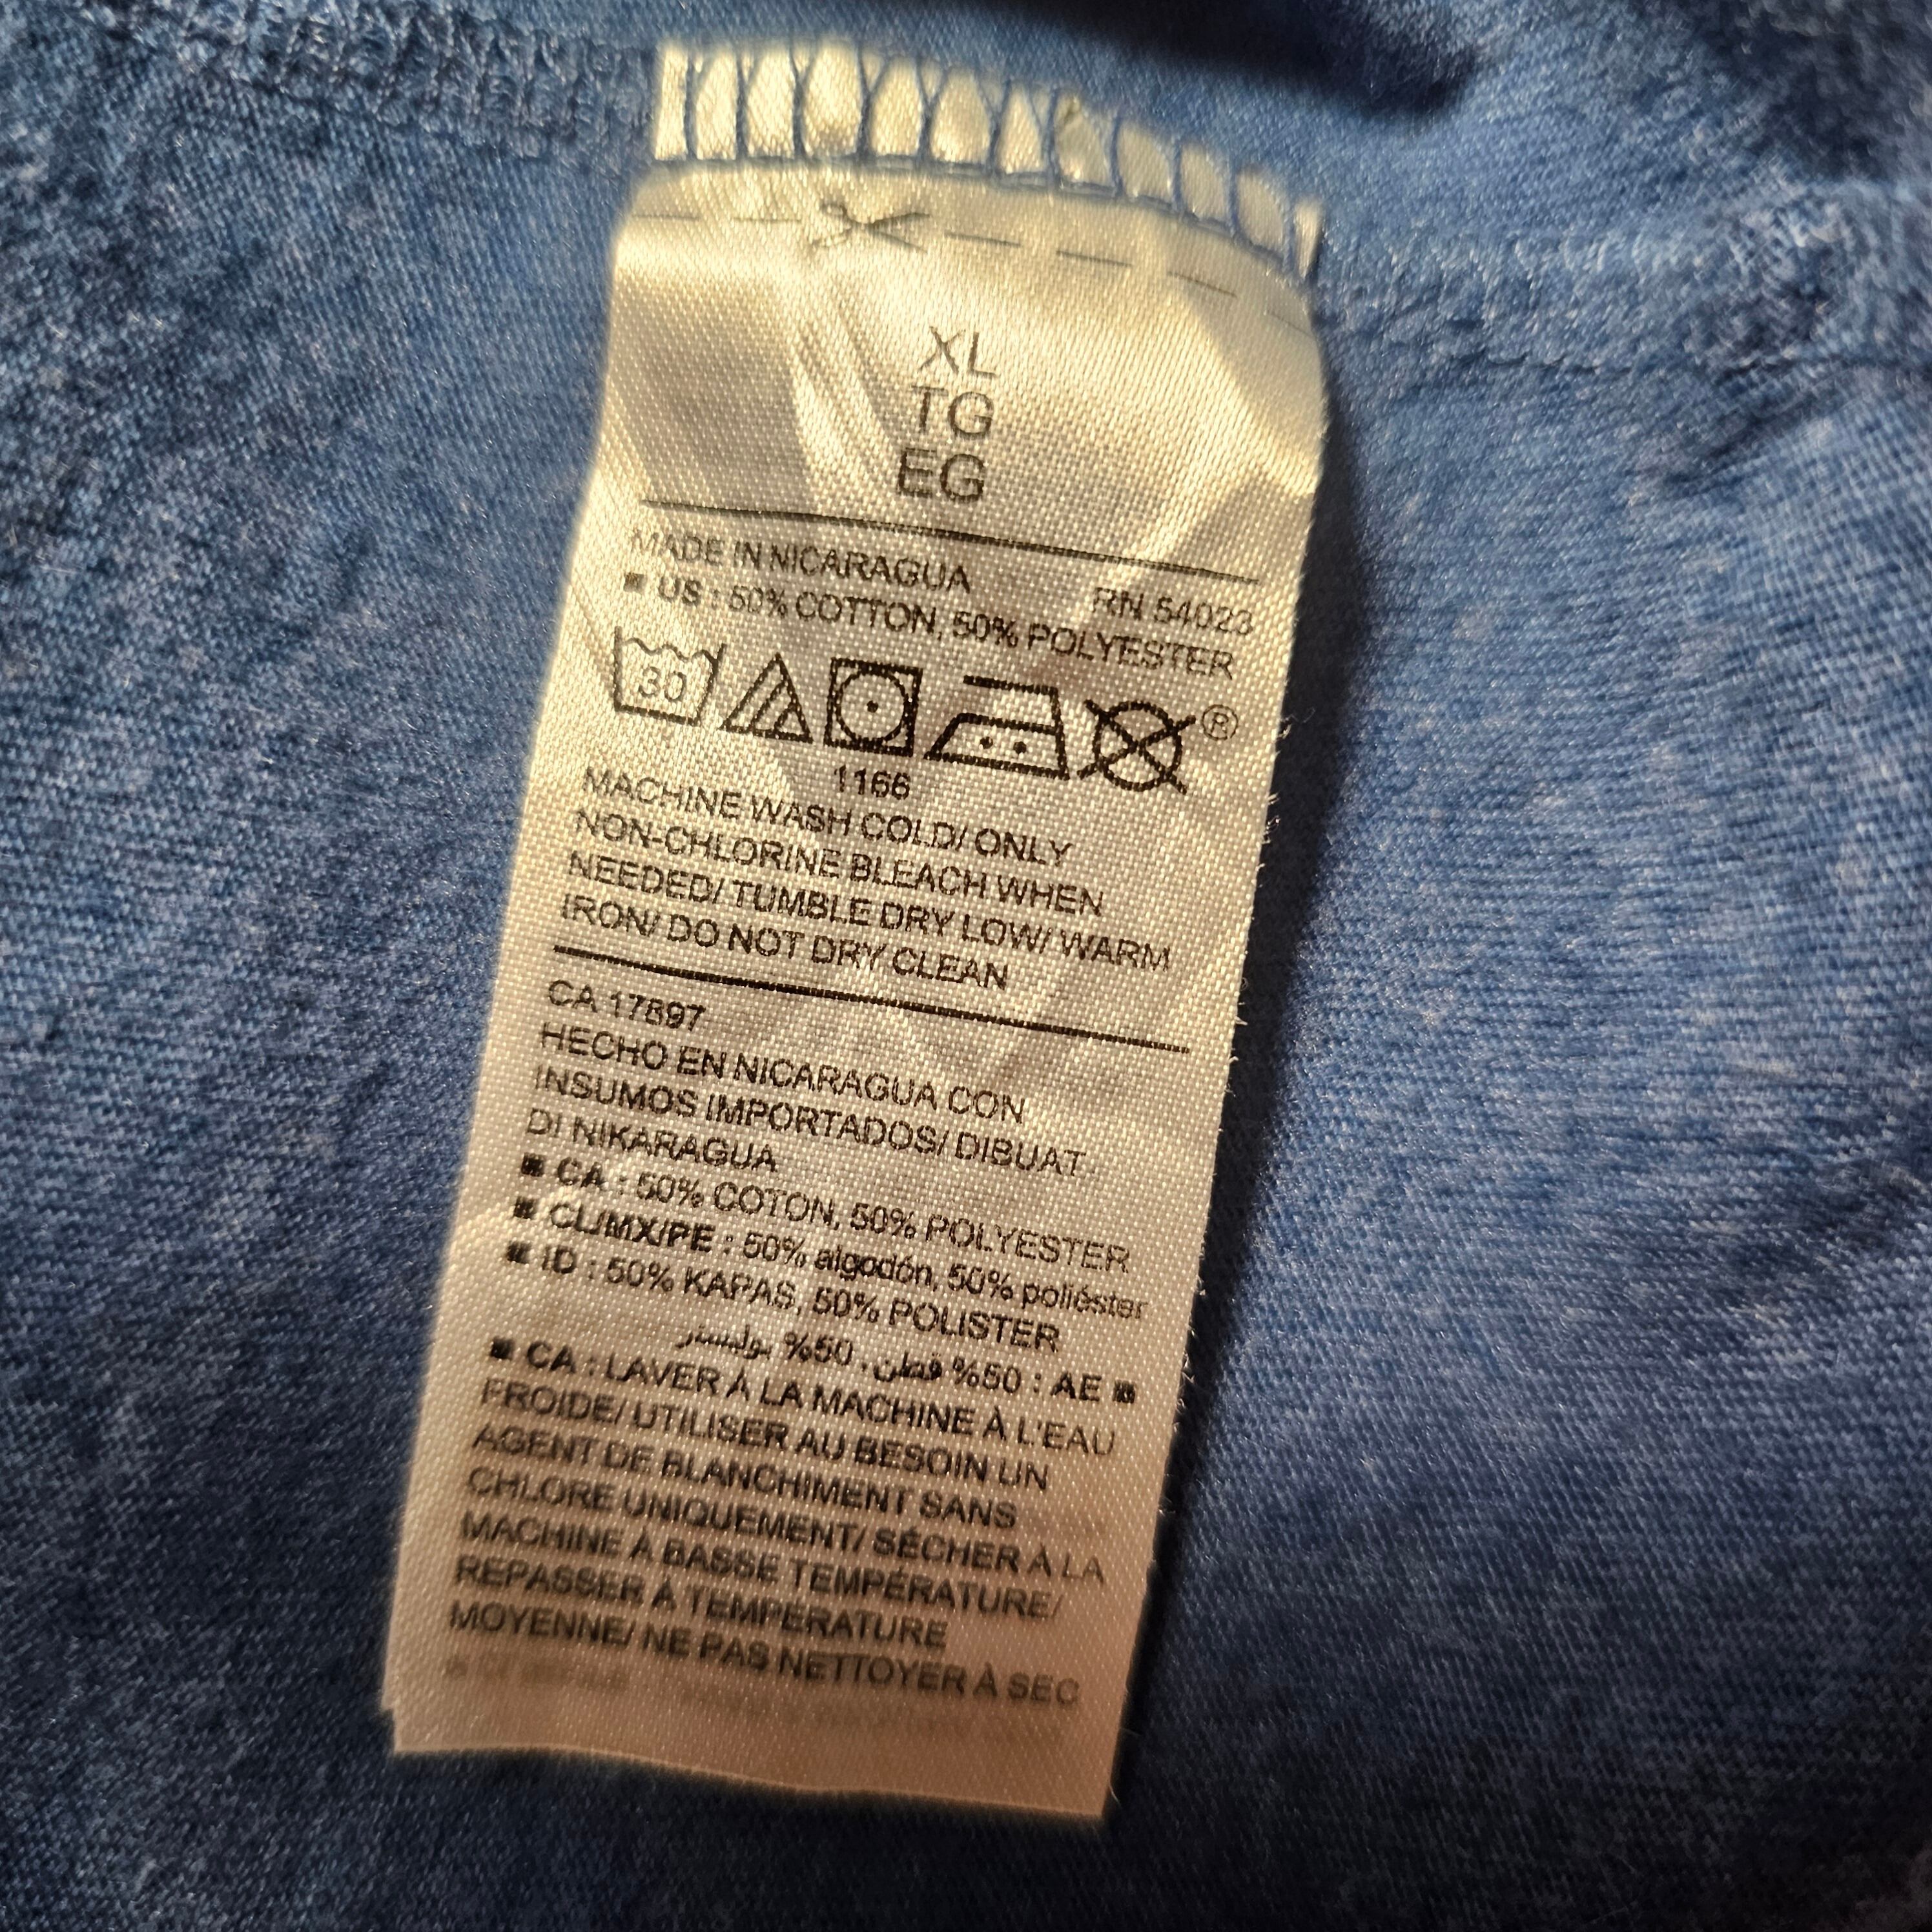 XL
TG
EG
MADE IN NICARAGUA RN 54023
■ US : 50% COTTON, 50% POLYESTER
30 ®
1166
MACHINE WASH COLD/ ONLY
NON-CHLORINE BLEACH WHEN
NEEDED/ TUMBLE DRY LOW/ WARM
IRON/ DO NOT DRY CLEAN
CA 17897
HECHO EN NICARAGUA CON
INSUMOS IMPORTADOS/ DIBUAT
DI NIKARAGUA
■ CA : 50% COTON, 50% POLYESTER
■ CL/MX/PE : 50% algodón, 50% poliéster
■ ID : 50% KAPAS, 50% POLISTER
■ AE : 50% قطن، 50% بوليستر
■ CA : LAVER À LA MACHINE À L'EAU
FROIDE/ UTILISER AU BESOIN UN
AGENT DE BLANCHIMENT SANS
CHLORE UNIQUEMENT/ SÉCHER À LA
MACHINE À BASSE TEMPÉRATURE/
REPASSER À TEMPÉRATURE
MOYENNE/ NE PAS NETTOYER À SEC